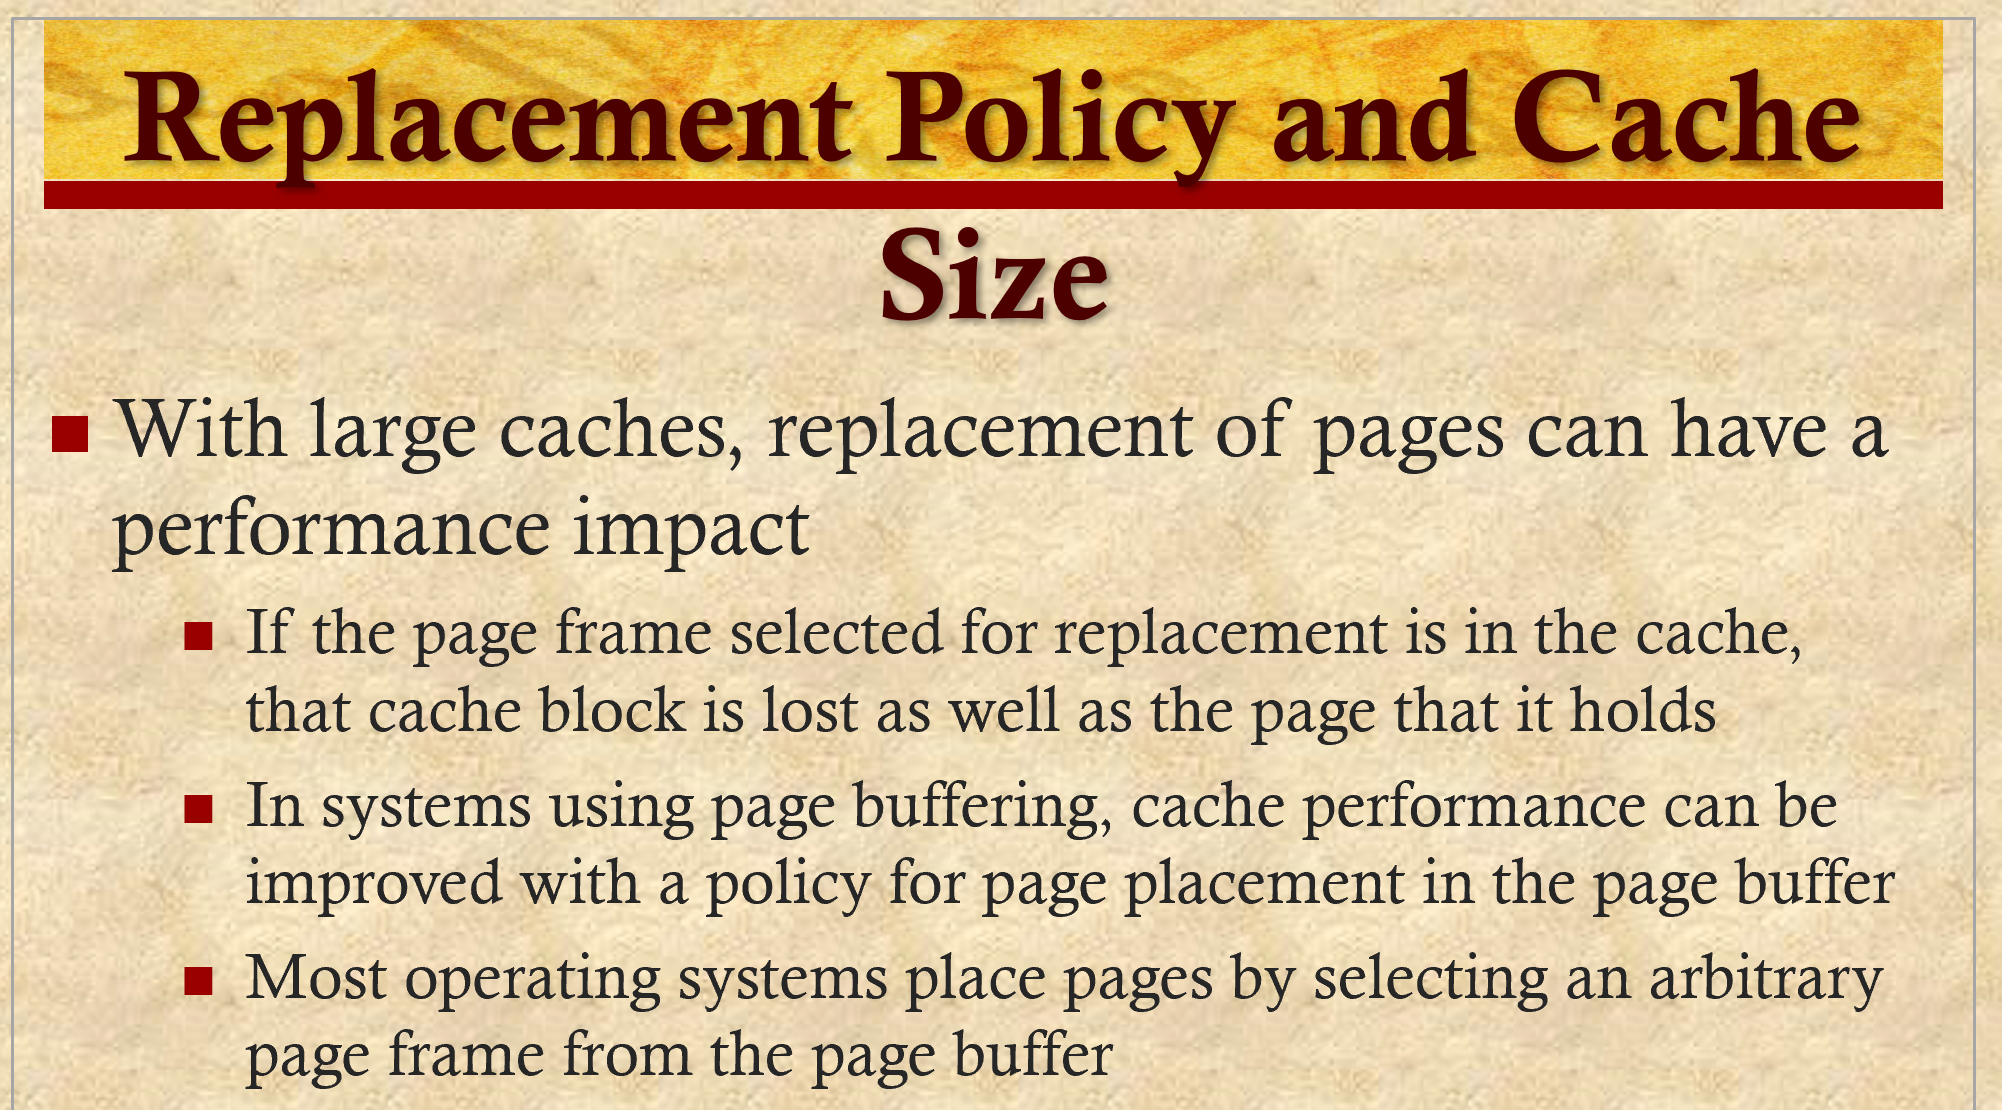 Replacement Policy and Cache
Size
With large caches, replacement of pages can have a
performance impact
If the page frame selected for replacement is in the cache,
that cache block is lost as well as the page that it holds
In systems using page buffering, cache performance can be
improved with a policy for page placement in the page buffer
Most operating systems place pages by selecting an arbitrary
page frame from the page buffer